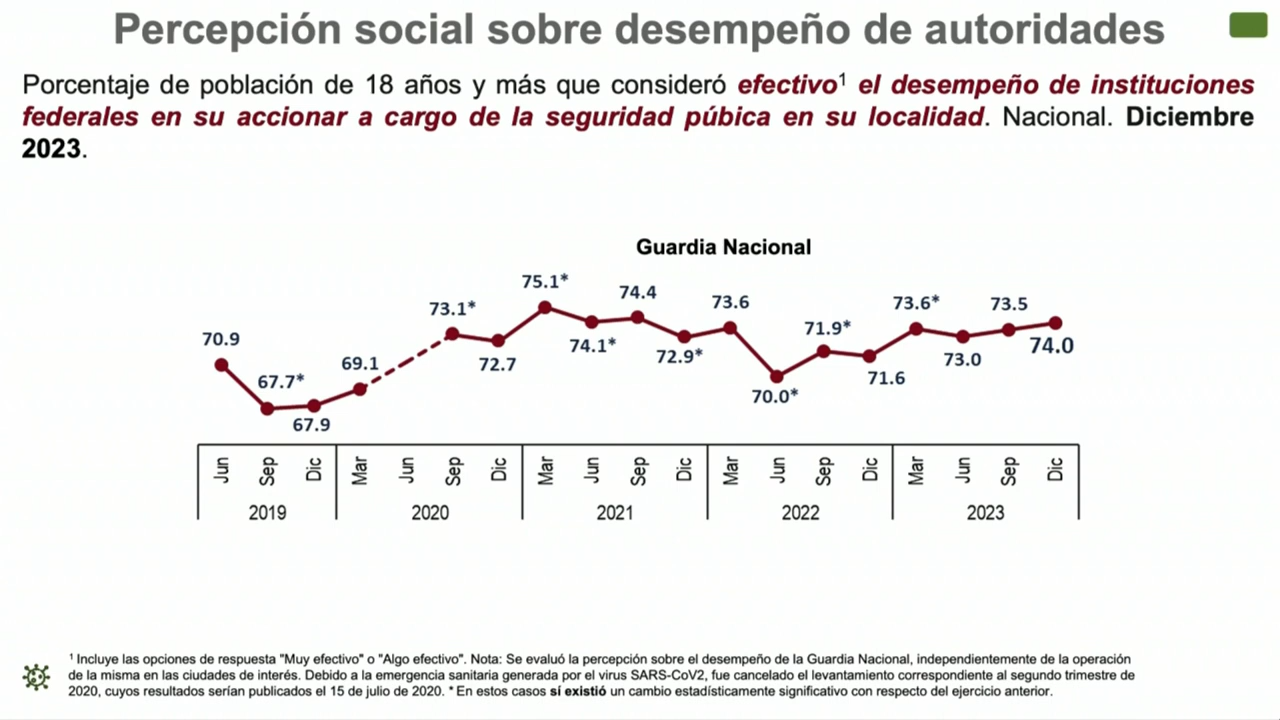 Percepción social sobre desempeño de autoridades
Porcentaje de población de 18 años y más que consideró efectivo¹ el desempeño de instituciones
federales en su accionar a cargo de la seguridad púbica en su localidad. Nacional. Diciembre
2023.
Guardia Nacional
70.9
67.7*
67.9
69.1
73.1*
72.7
75.1*
74.1*
74.4
72.9*
73.6
70.0*
71.9*
71.6
73.6*
73.0
73.5
74.0
Jun Sep Dic Mar Jun Sep Dic Mar Jun Sep Dic Mar Jun Sep Dic Mar Jun Sep Dic
2019 2020 2021 2022 2023
¹ Incluye las opciones de respuesta "Muy efectivo" o "Algo efectivo". Nota: Se evaluó la percepción sobre el desempeño de la Guardia Nacional, independientemente de la operación
de la misma en las ciudades de interés. Debido a la emergencia sanitaria generada por el virus SARS-CoV2, fue cancelado el levantamiento correspondiente al segundo trimestre de
2020, cuyos resultados serían publicados el 15 de julio de 2020. * En estos casos sí existió un cambio estadísticamente significativo con respecto del ejercicio anterior.